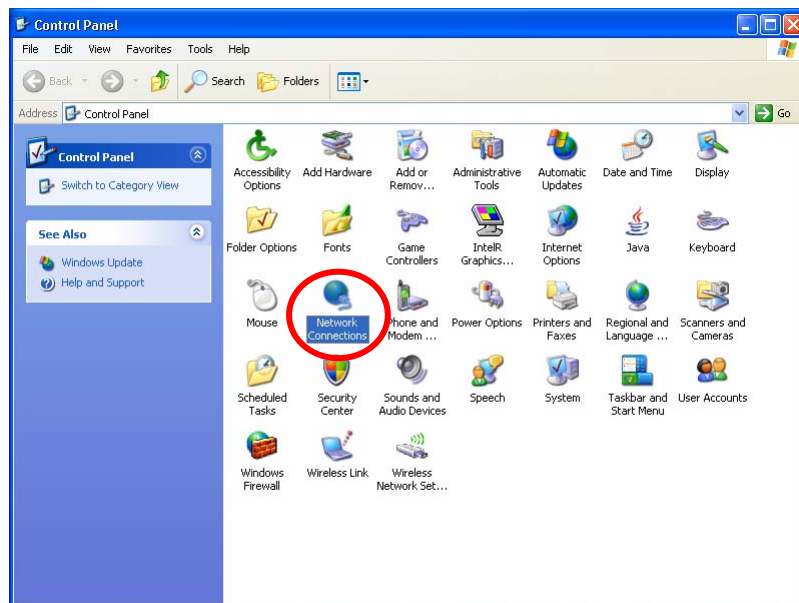 Control Panel
File Edit View Favorites Tools Help
Back Search Folders
Address Control Panel Go
Control Panel
Switch to Category View
See Also
Windows Update
Help and Support
Accessibility Options
Add Hardware
Add or Remov...
Administrative Tools
Automatic Updates
Date and Time
Display
Folder Options
Fonts
Game Controllers
IntelR Graphics...
Internet Options
Java
Keyboard
Mouse
Network Connections
Phone and Modem ...
Power Options
Printers and Faxes
Regional and Language ...
Scanners and Cameras
Scheduled Tasks
Security Center
Sounds and Audio Devices
Speech
System
Taskbar and Start Menu
User Accounts
Windows Firewall
Wireless Link
Wireless Network Set...